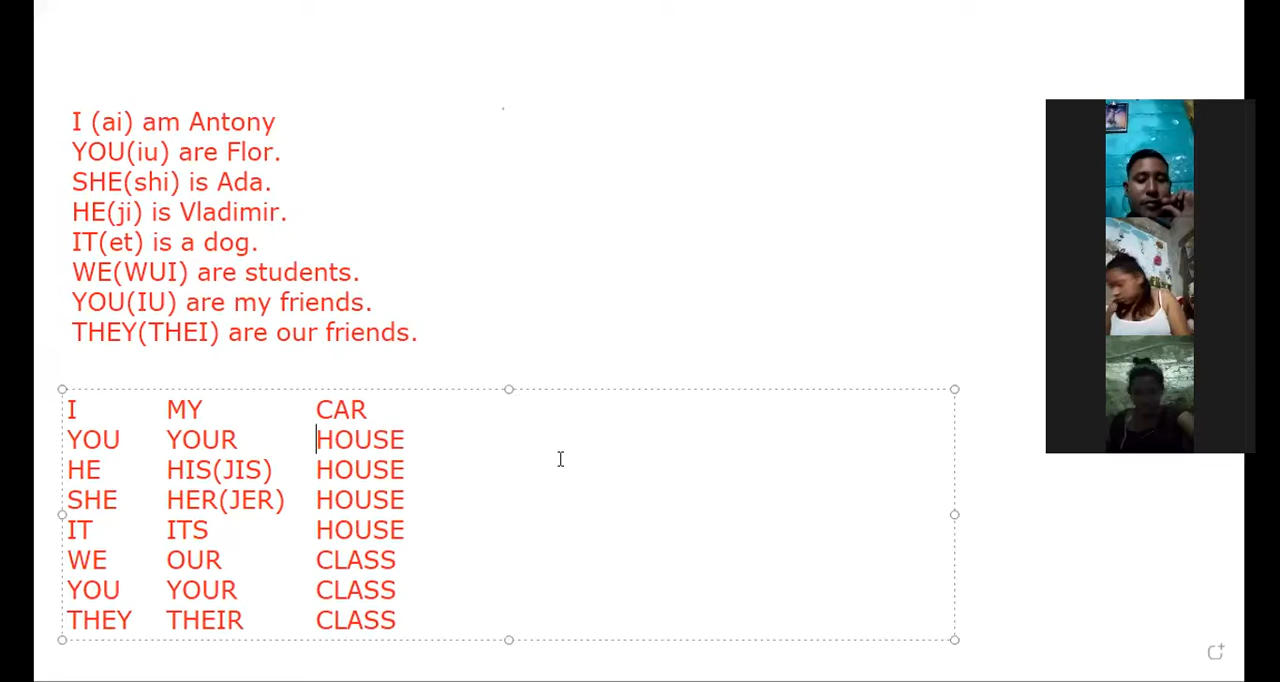 I (ai) am Antony
YOU(iu) are Flor.
SHE(shi) is Ada.
HE(ji) is Vladimir.
IT(et) is a dog.
WE(WUI) are students.
YOU(IU) are my friends.
THEY(THEI) are our friends.
I MY CAR
YOU YOUR HOUSE
HE HIS(JIS) HOUSE
SHE HER(JER) HOUSE
IT ITS HOUSE
WE OUR CLASS
YOU YOUR CLASS
THEY THEIR CLASS